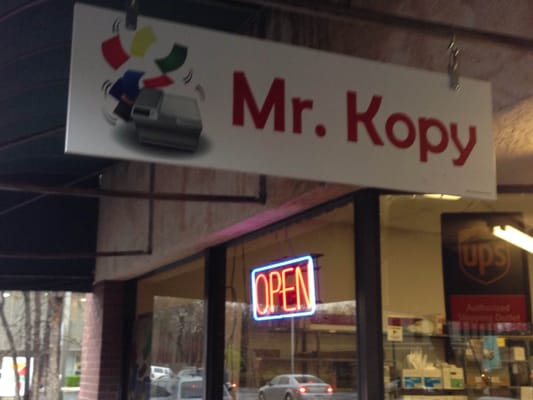 Mr. Kopy
OPEN
ups
Authorized
Shipping Outlet